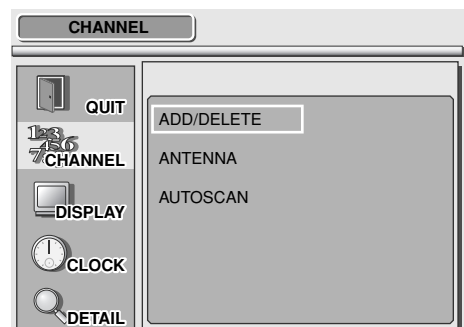 CHANNEL
QUIT
123
456
7
CHANNEL
DISPLAY
CLOCK
DETAIL
ADD/DELETE
ANTENNA
AUTOSCAN